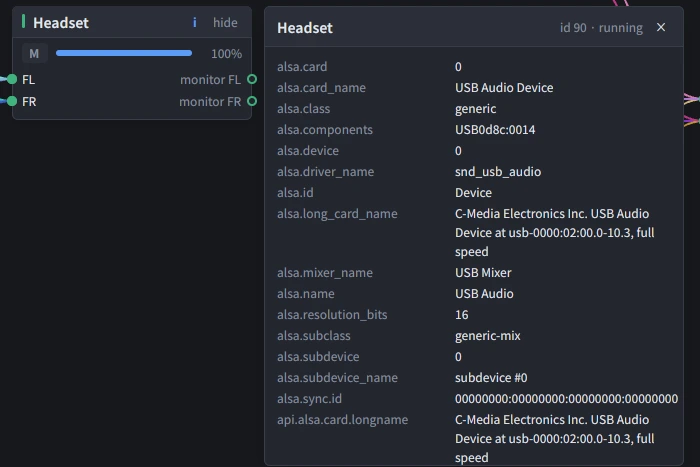 Headset
i
hide
M
100%
FL
monitor FL
FR
monitor FR
Headset
id 90 · running
×
alsa.card
0
alsa.card_name
USB Audio Device
alsa.class
generic
alsa.components
USB0d8c:0014
alsa.device
0
alsa.driver_name
snd_usb_audio
alsa.id
Device
alsa.long_card_name
C-Media Electronics Inc. USB Audio
Device at usb-0000:02:00.0-10.3, full
speed
alsa.mixer_name
USB Mixer
alsa.name
USB Audio
alsa.resolution_bits
16
alsa.subclass
generic-mix
alsa.subdevice
0
alsa.subdevice_name
subdevice #0
alsa.sync.id
00000000:00000000:00000000:00000000
api.alsa.card.longname
C-Media Electronics Inc. USB Audio
Device at usb-0000:02:00.0-10.3, full
speed